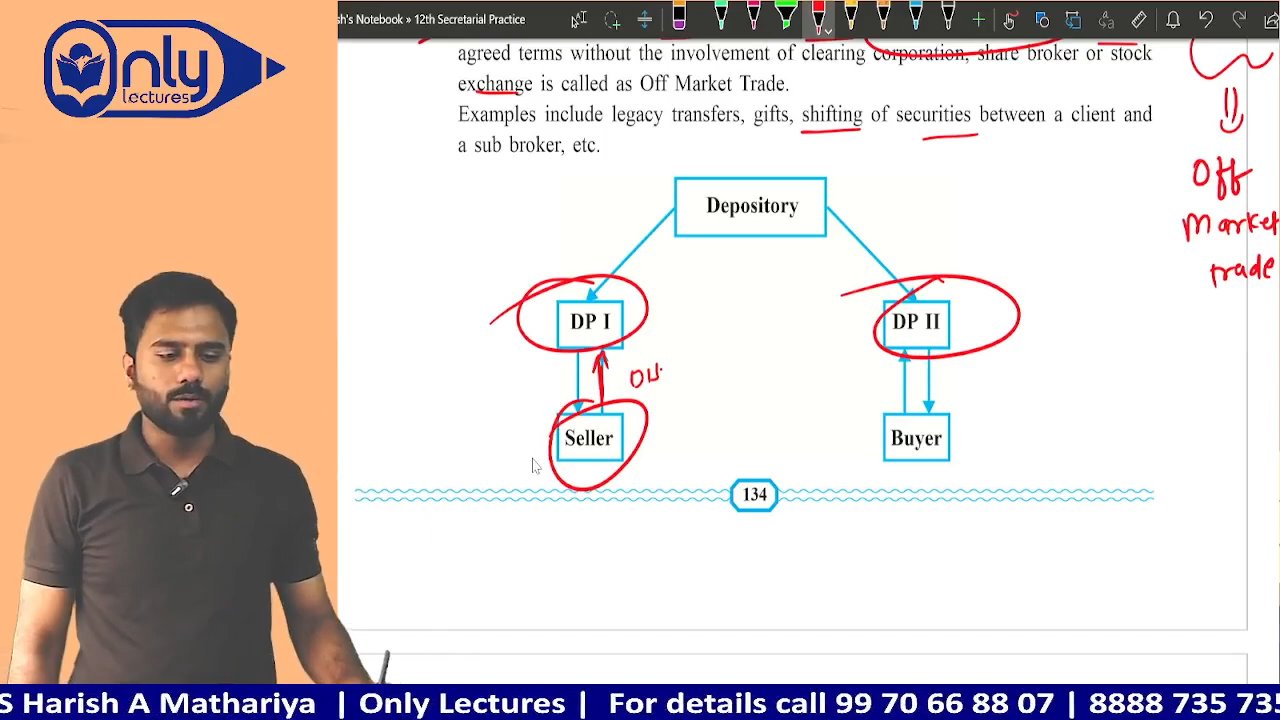 Only
LECTURES
sh's Notebook » 12th Secretarial Practice
agreed terms without the involvement of clearing corporation, share broker or stock
exchange is called as Off Market Trade.
Examples include legacy transfers, gifts, shifting of securities between a client and
a sub broker, etc.
Off
Market
trade
Depository
DP I
DP II
Seller
Buyer
134
S Harish A Mathariya | Only Lectures | For details call 99 70 66 88 07 | 8888 735 735